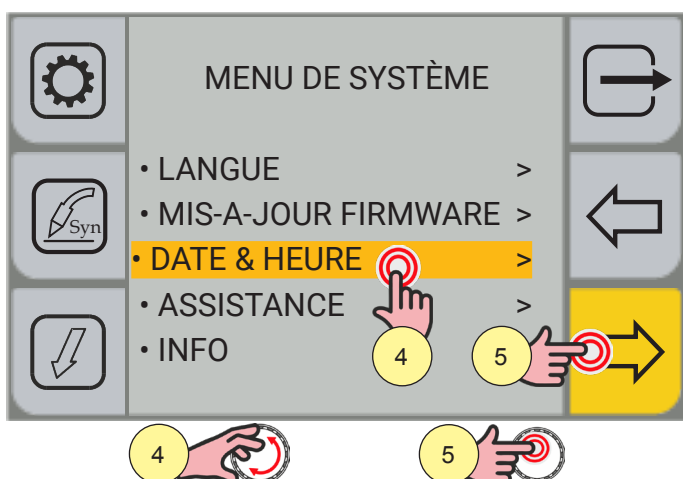 MENU DE SYSTÈME
• LANGUE >
• MIS-A-JOUR FIRMWARE >
• DATE & HEURE >
• ASSISTANCE >
• INFO
Syn
4
5
4
5